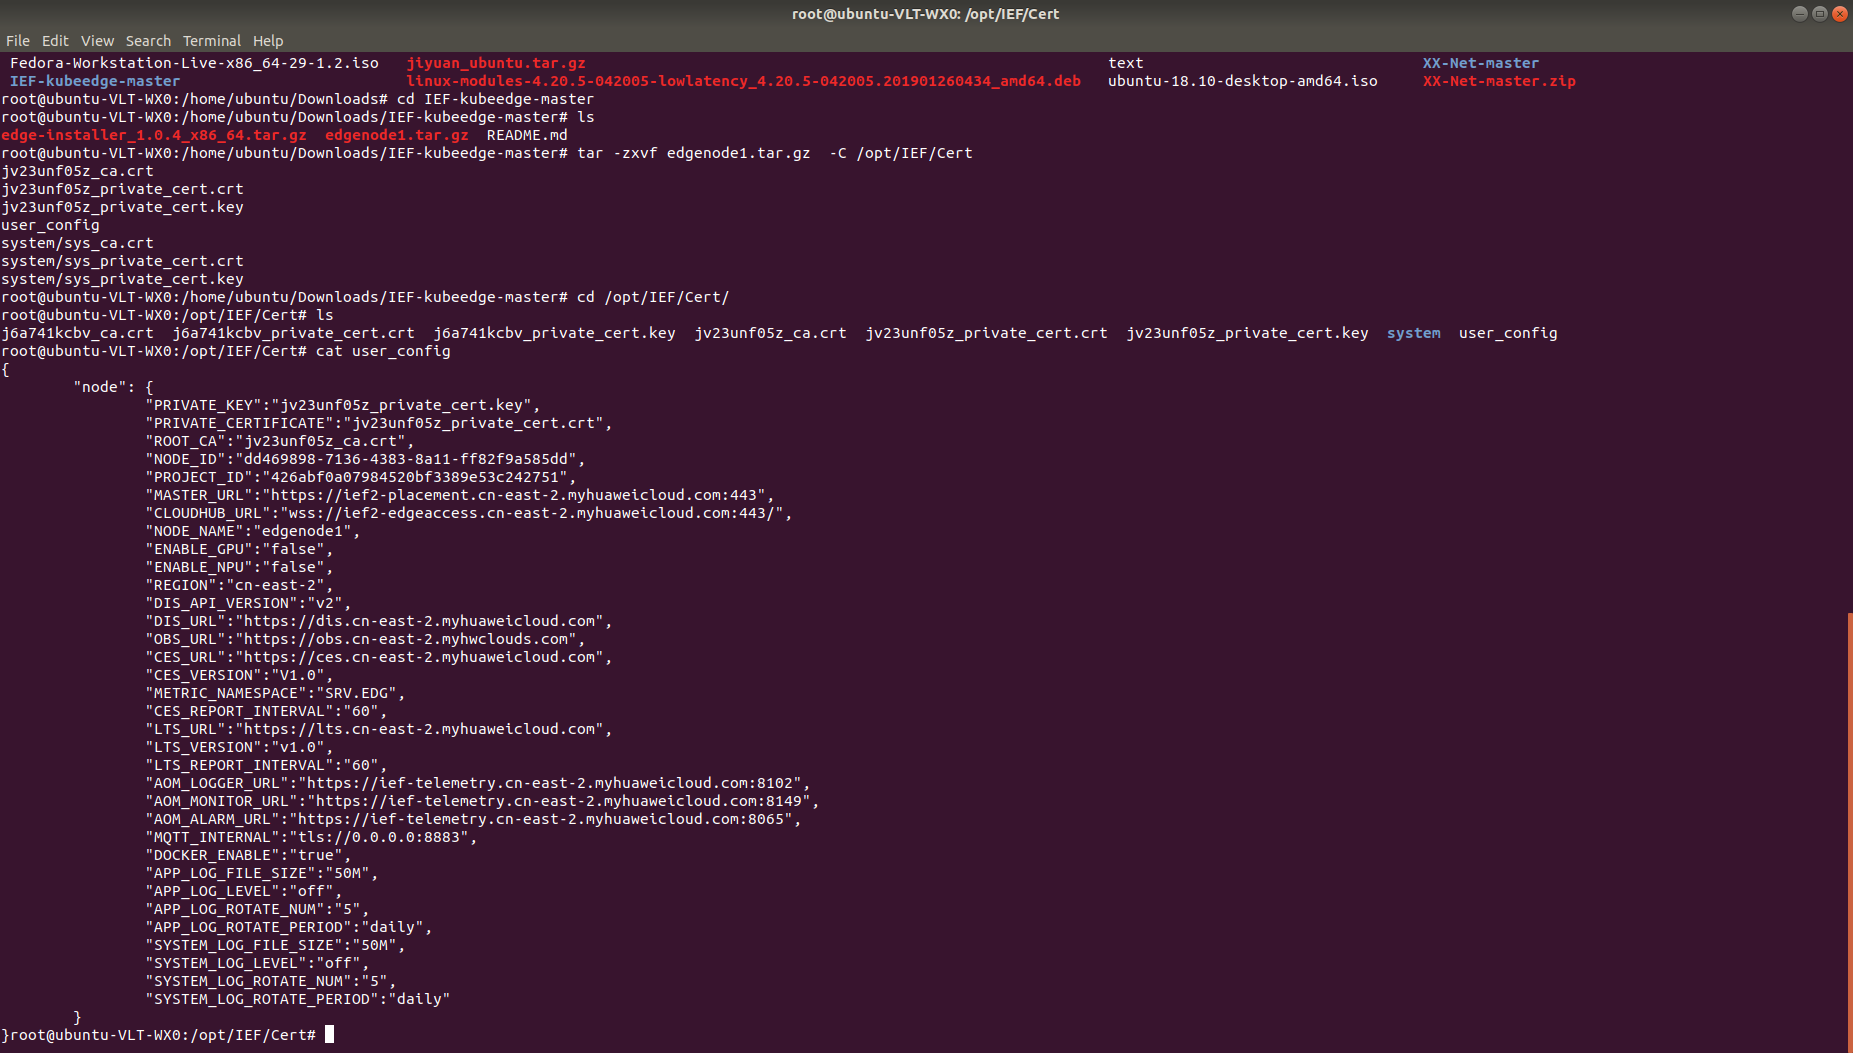 root@ubuntu-VLT-WX0: /opt/IEF/Cert
File Edit View Search Terminal Help
Fedora-Workstation-Live-x86_64-29-1.2.iso jiyuan_ubuntu.tar.gz text XX-Net-master
IEF-kubeedge-master linux-modules-4.20.5-042005-lowlatency_4.20.5-042005.201901260434_amd64.deb ubuntu-18.10-desktop-amd64.iso XX-Net-master.zip
root@ubuntu-VLT-WX0:/home/ubuntu/Downloads# cd IEF-kubeedge-master
root@ubuntu-VLT-WX0:/home/ubuntu/Downloads/IEF-kubeedge-master# ls
edge-installer_1.0.4_x86_64.tar.gz edgenode1.tar.gz README.md
root@ubuntu-VLT-WX0:/home/ubuntu/Downloads/IEF-kubeedge-master# tar -zxvf edgenode1.tar.gz  -C /opt/IEF/Cert
jv23unf05z_ca.crt
jv23unf05z_private_cert.crt
jv23unf05z_private_cert.key
user_config
system/sys_ca.crt
system/sys_private_cert.crt
system/sys_private_cert.key
root@ubuntu-VLT-WX0:/home/ubuntu/Downloads/IEF-kubeedge-master# cd /opt/IEF/Cert/
root@ubuntu-VLT-WX0:/opt/IEF/Cert# ls
j6a741kcbv_ca.crt j6a741kcbv_private_cert.crt j6a741kcbv_private_cert.key jv23unf05z_ca.crt jv23unf05z_private_cert.crt jv23unf05z_private_cert.key system user_config
root@ubuntu-VLT-WX0:/opt/IEF/Cert# cat user_config
{
"node": {
"PRIVATE_KEY":"jv23unf05z_private_cert.key",
"PRIVATE_CERTIFICATE":"jv23unf05z_private_cert.crt",
"ROOT_CA":"jv23unf05z_ca.crt",
"NODE_ID":"dd469898-7136-4383-8a11-ff82f9a585dd",
"PROJECT_ID":"426abf0a07984520bf3389e53c242751",
"MASTER_URL":"https://ief2-placement.cn-east-2.myhuaweicloud.com:443",
"CLOUDHUB_URL":"wss://ief2-edgeaccess.cn-east-2.myhuaweicloud.com:443/",
"NODE_NAME":"edgenode1",
"ENABLE_GPU":"false",
"ENABLE_NPU":"false",
"REGION":"cn-east-2",
"DIS_API_VERSION":"v2",
"DIS_URL":"https://dis.cn-east-2.myhuaweicloud.com",
"OBS_URL":"https://obs.cn-east-2.myhwclouds.com",
"CES_URL":"https://ces.cn-east-2.myhuaweicloud.com",
"CES_VERSION":"V1.0",
"METRIC_NAMESPACE":"SRV.EDG",
"CES_REPORT_INTERVAL":"60",
"LTS_URL":"https://lts.cn-east-2.myhuaweicloud.com",
"LTS_VERSION":"v1.0",
"LTS_REPORT_INTERVAL":"60",
"AOM_LOGGER_URL":"https://ief-telemetry.cn-east-2.myhuaweicloud.com:8102",
"AOM_MONITOR_URL":"https://ief-telemetry.cn-east-2.myhuaweicloud.com:8149",
"AOM_ALARM_URL":"https://ief-telemetry.cn-east-2.myhuaweicloud.com:8065",
"MQTT_INTERNAL":"tls://0.0.0.0:8883",
"DOCKER_ENABLE":"true",
"APP_LOG_FILE_SIZE":"50M",
"APP_LOG_LEVEL":"off",
"APP_LOG_ROTATE_NUM":"5",
"APP_LOG_ROTATE_PERIOD":"daily",
"SYSTEM_LOG_FILE_SIZE":"50M",
"SYSTEM_LOG_LEVEL":"off",
"SYSTEM_LOG_ROTATE_NUM":"5",
"SYSTEM_LOG_ROTATE_PERIOD":"daily"
}
}root@ubuntu-VLT-WX0:/opt/IEF/Cert#